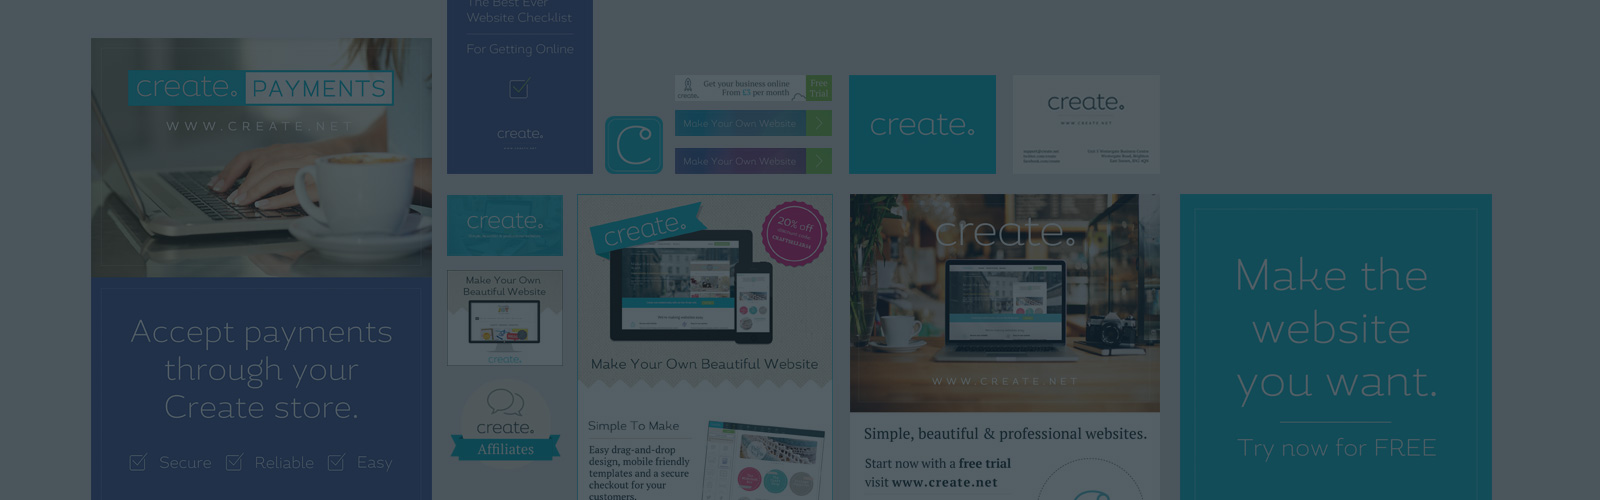 create. PAYMENTS
WWW.CREATE.NET
Accept payments
through your
Create store.
Secure Reliable Easy
The Best Ever
Website Checklist
For Getting Online
create.
C
Get your business online
From £3 per month
Free
Trial
Make Your Own Website
Make Your Own Website
create.
create.
WWW.CREATE.NET
create.
Make Your Own
Beautiful Website
create.
create.
Affiliates
create.
20% off
Make Your Own Beautiful Website
Simple To Make
Easy drag-and-drop
design, mobile friendly
templates and a secure
checkout for your
customers.
create.
WWW.CREATE.NET
Simple, beautiful & professional websites.
Start now with a free trial
visit www.create.net
Make the
website
you want.
Try now for FREE